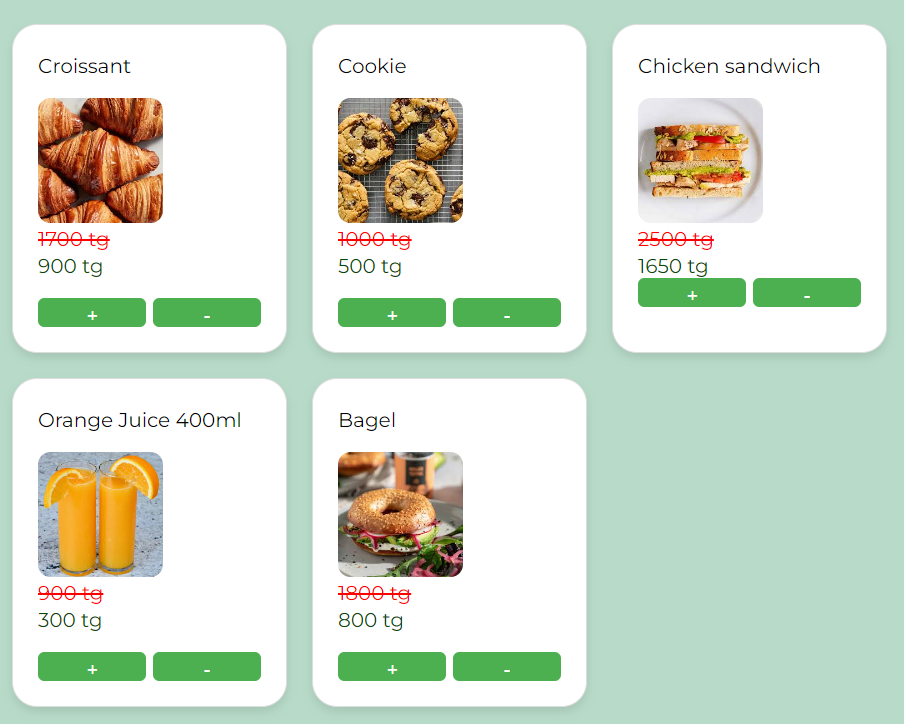 Croissant
1700 tg
900 tg
+ -
Cookie
1000 tg
500 tg
+ -
Chicken sandwich
2500 tg
1650 tg
+ -
Orange Juice 400ml
900 tg
300 tg
+ -
Bagel
1800 tg
800 tg
+ -